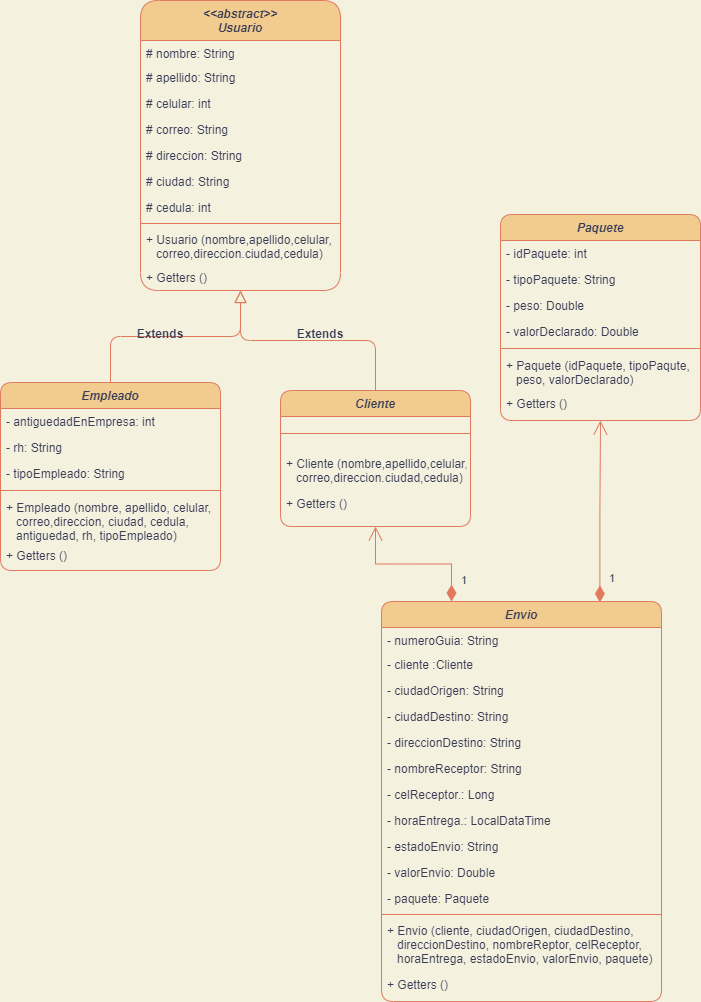 <<abstract>>
Usuario
# nombre: String
# apellido: String
# celular: int
# correo: String
# direccion: String
# ciudad: String
# cedula: int
+ Usuario (nombre,apellido,celular,
correo,direccion.ciudad,cedula)
+ Getters ()
Paquete
- idPaquete: int
- tipoPaquete: String
- peso: Double
- valorDeclarado: Double
+ Paquete (idPaquete, tipoPaqute,
peso, valorDeclarado)
+ Getters ()
Extends
Extends
Empleado
- antiguedadEnEmpresa: int
- rh: String
- tipoEmpleado: String
+ Empleado (nombre, apellido, celular,
correo,direccion, ciudad, cedula,
antiguedad, rh, tipoEmpleado)
+ Getters ()
Cliente
+ Cliente (nombre,apellido,celular,
correo,direccion.ciudad,cedula)
+ Getters ()
1
1
Envio
- numeroGuia: String
- cliente :Cliente
- ciudadOrigen: String
- ciudadDestino: String
- direccionDestino: String
- nombreReceptor: String
- celReceptor.: Long
- horaEntrega.: LocalDataTime
- estadoEnvio: String
- valorEnvio: Double
- paquete: Paquete
+ Envio (cliente, ciudadOrigen, ciudadDestino,
direccionDestino, nombreReptor, celReceptor,
horaEntrega, estadoEnvio, valorEnvio, paquete)
+ Getters ()